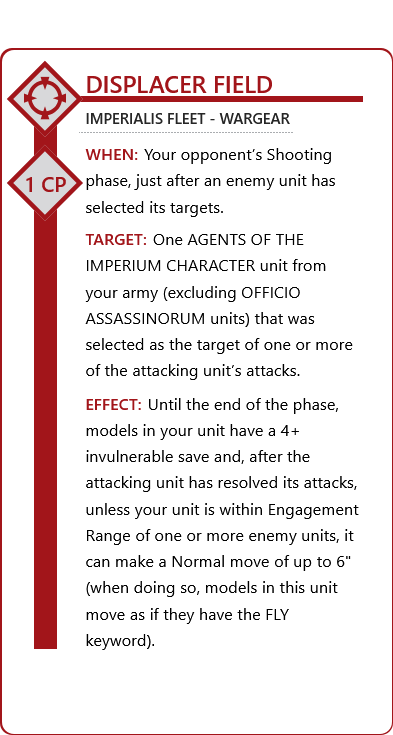 DISPLACER FIELD
IMPERIALIS FLEET - WARGEAR
1 CP
WHEN: Your opponent’s Shooting
phase, just after an enemy unit has
selected its targets.
TARGET: One AGENTS OF THE
IMPERIUM CHARACTER unit from
your army (excluding OFFICIO
ASSASSINORUM units) that was
selected as the target of one or more
of the attacking unit’s attacks.
EFFECT: Until the end of the phase,
models in your unit have a 4+
invulnerable save and, after the
attacking unit has resolved its attacks,
unless your unit is within Engagement
Range of one or more enemy units, it
can make a Normal move of up to 6"
(when doing so, models in this unit
move as if they have the FLY
keyword).